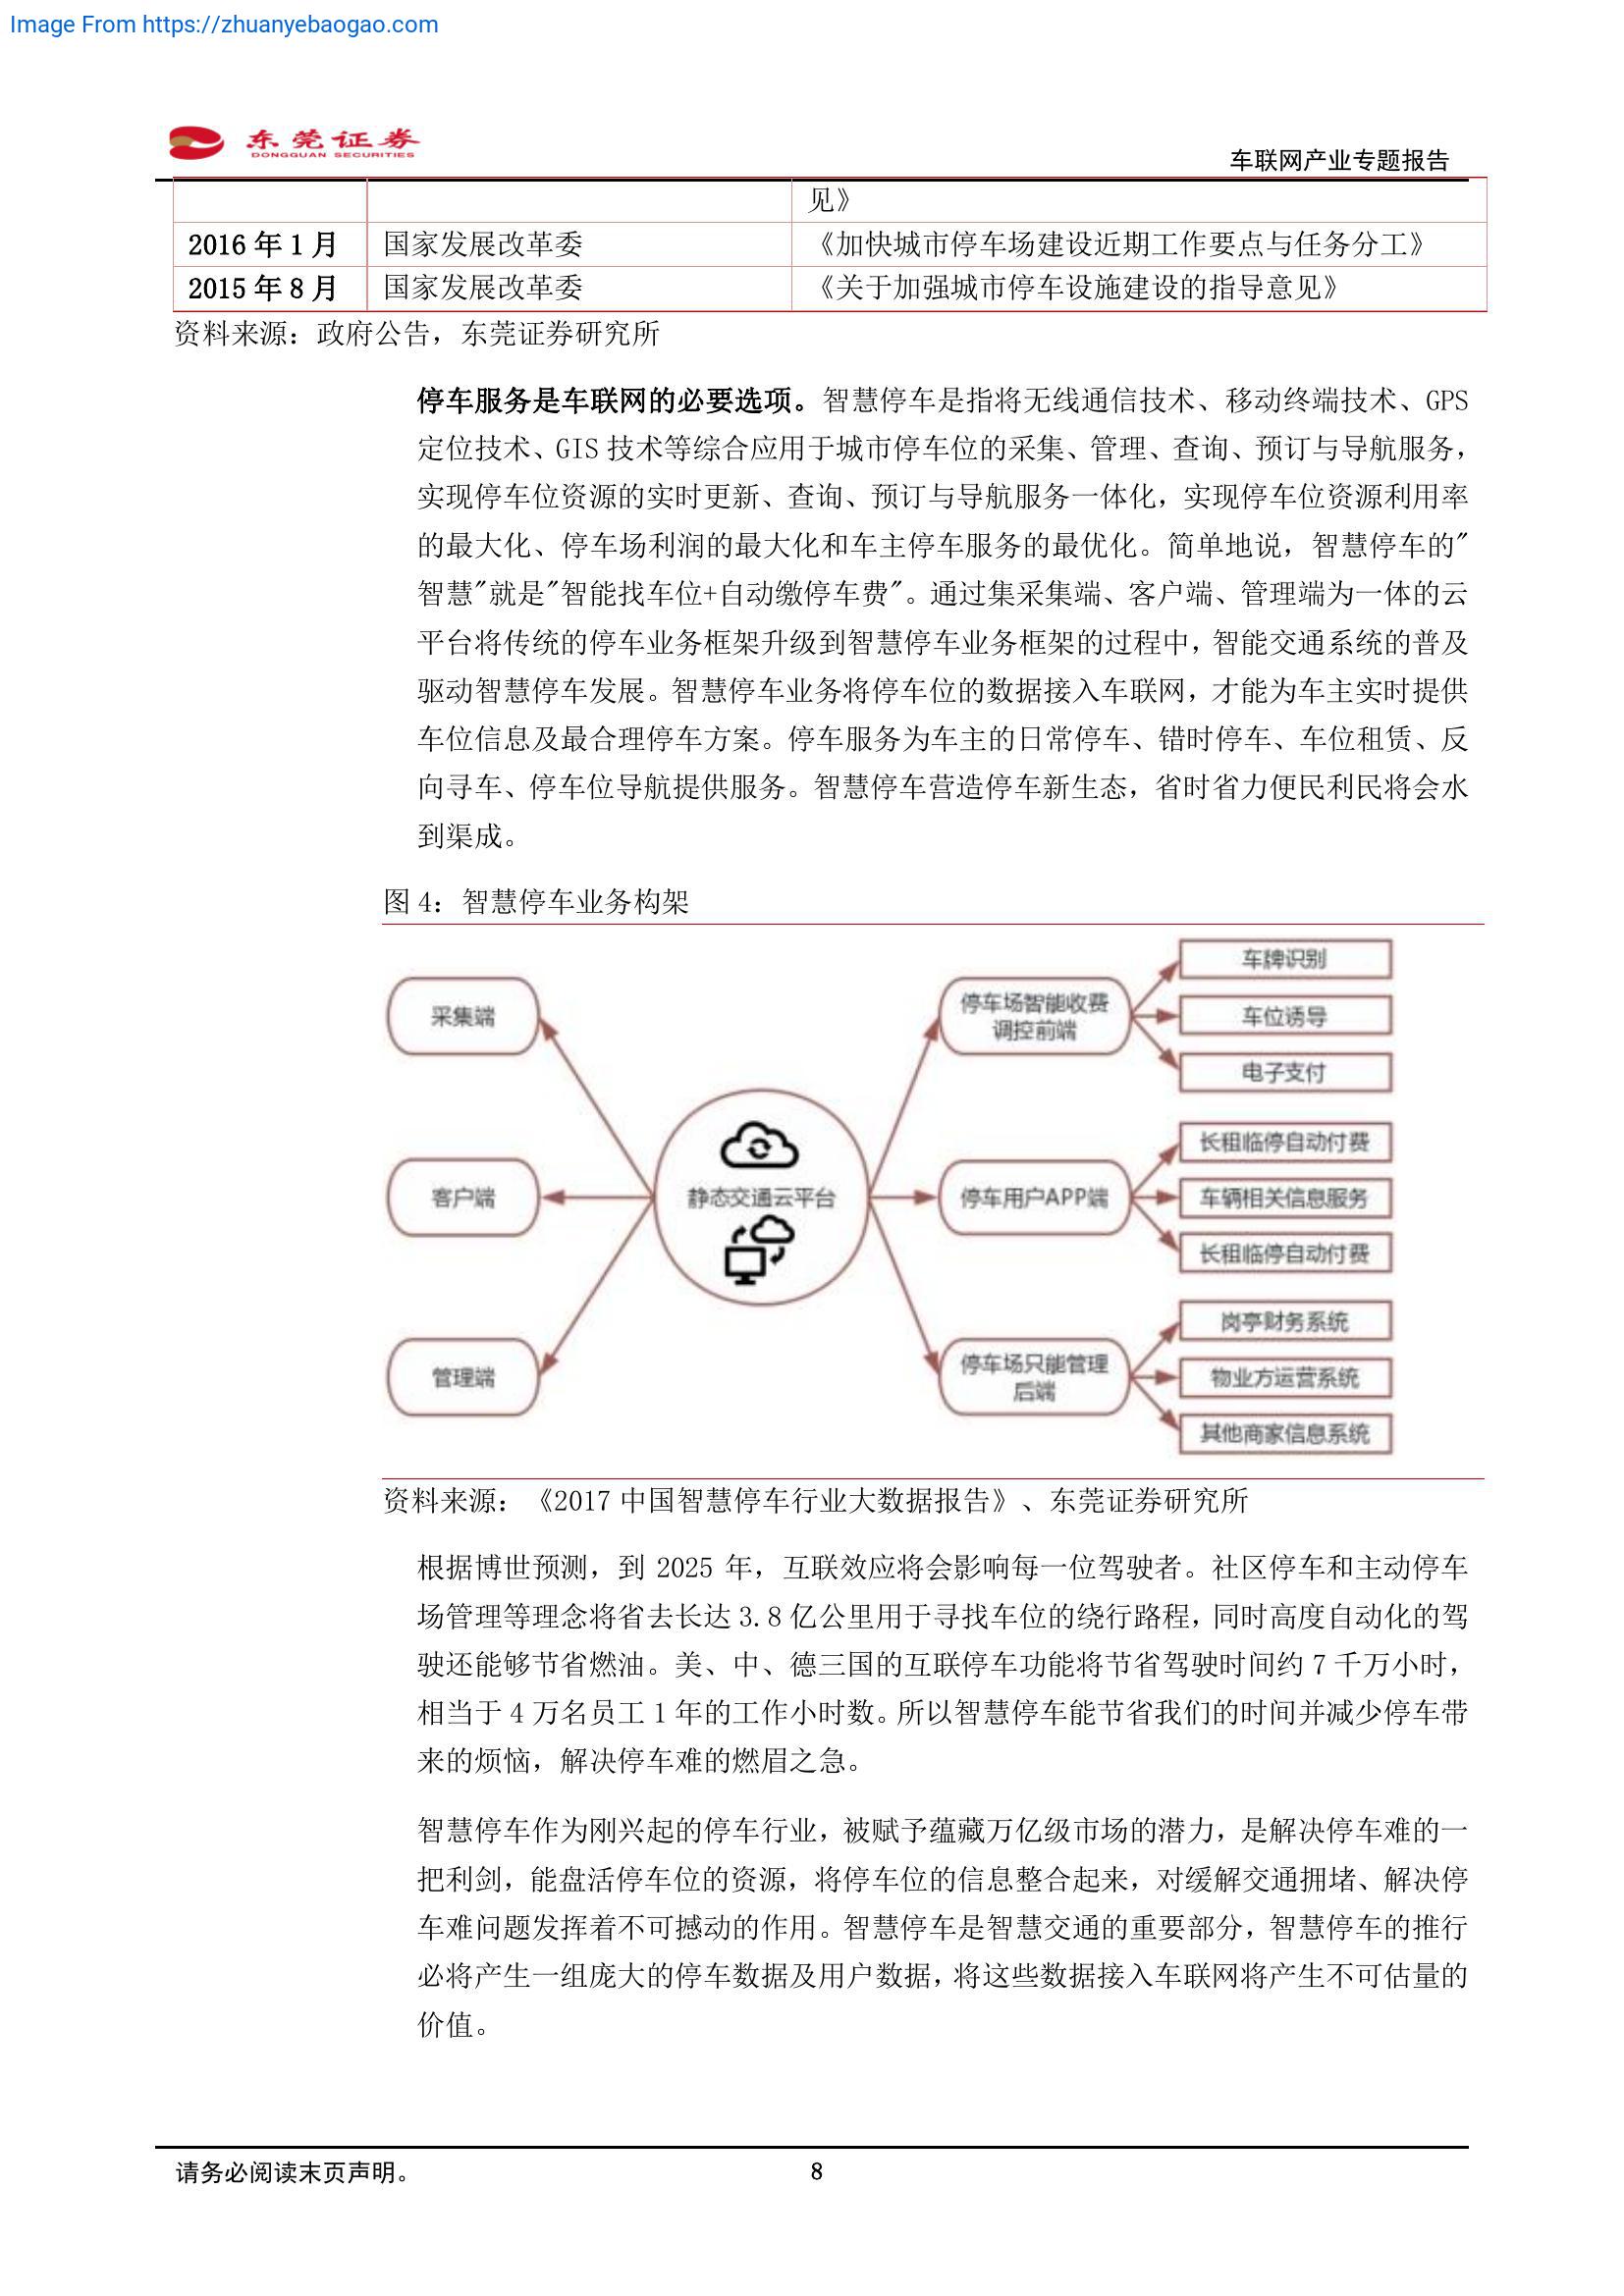 Image From https://zhuanyebaogao.com
东莞证券
DONGGUAN SECURITIES
车联网产业专题报告
见》
2016 年 1 月 国家发展改革委 《加快城市停车场建设近期工作要点与任务分工》
2015 年 8 月 国家发展改革委 《关于加强城市停车设施建设的指导意见》
资料来源：政府公告，东莞证券研究所
停车服务是车联网的必要选项。智慧停车是指将无线通信技术、移动终端技术、GPS
定位技术、GIS 技术等综合应用于城市停车位的采集、管理、查询、预订与导航服务，
实现停车位资源的实时更新、查询、预订与导航服务一体化，实现停车位资源利用率
的最大化、停车场利润的最大化和车主停车服务的最优化。简单地说，智慧停车的"
智慧"就是"智能找车位+自动缴停车费"。通过集采集端、客户端、管理端为一体的云
平台将传统的停车业务框架升级到智慧停车业务框架的过程中，智能交通系统的普及
驱动智慧停车发展。智慧停车业务将停车位的数据接入车联网，才能为车主实时提供
车位信息及最合理停车方案。停车服务为车主的日常停车、错时停车、车位租赁、反
向寻车、停车位导航提供服务。智慧停车营造停车新生态，省时省力便民利民将会水
到渠成。
图 4：智慧停车业务构架
采集端
客户端
管理端
静态交通云平台
停车场智能收费
调控前端
车牌识别
车位诱导
电子支付
停车用户APP端
长租临停自动付费
车辆相关信息服务
长租临停自动付费
停车场只能管理
后端
岗亭财务系统
物业方运营系统
其他商家信息系统
资料来源：《2017 中国智慧停车行业大数据报告》、东莞证券研究所
根据博世预测，到 2025 年，互联效应将会影响每一位驾驶者。社区停车和主动停车
场管理等理念将省去长达 3.8 亿公里用于寻找车位的绕行路程，同时高度自动化的驾
驶还能够节省燃油。美、中、德三国的互联停车功能将节省驾驶时间约 7 千万小时，
相当于 4 万名员工 1 年的工作小时数。所以智慧停车能节省我们的时间并减少停车带
来的烦恼，解决停车难的燃眉之急。
智慧停车作为刚兴起的停车行业，被赋予蕴藏万亿级市场的潜力，是解决停车难的一
把利剑，能盘活停车位的资源，将停车位的信息整合起来，对缓解交通拥堵、解决停
车难问题发挥着不可撼动的作用。智慧停车是智慧交通的重要部分，智慧停车的推行
必将产生一组庞大的停车数据及用户数据，将这些数据接入车联网将产生不可估量的
价值。
请务必阅读末页声明。
8